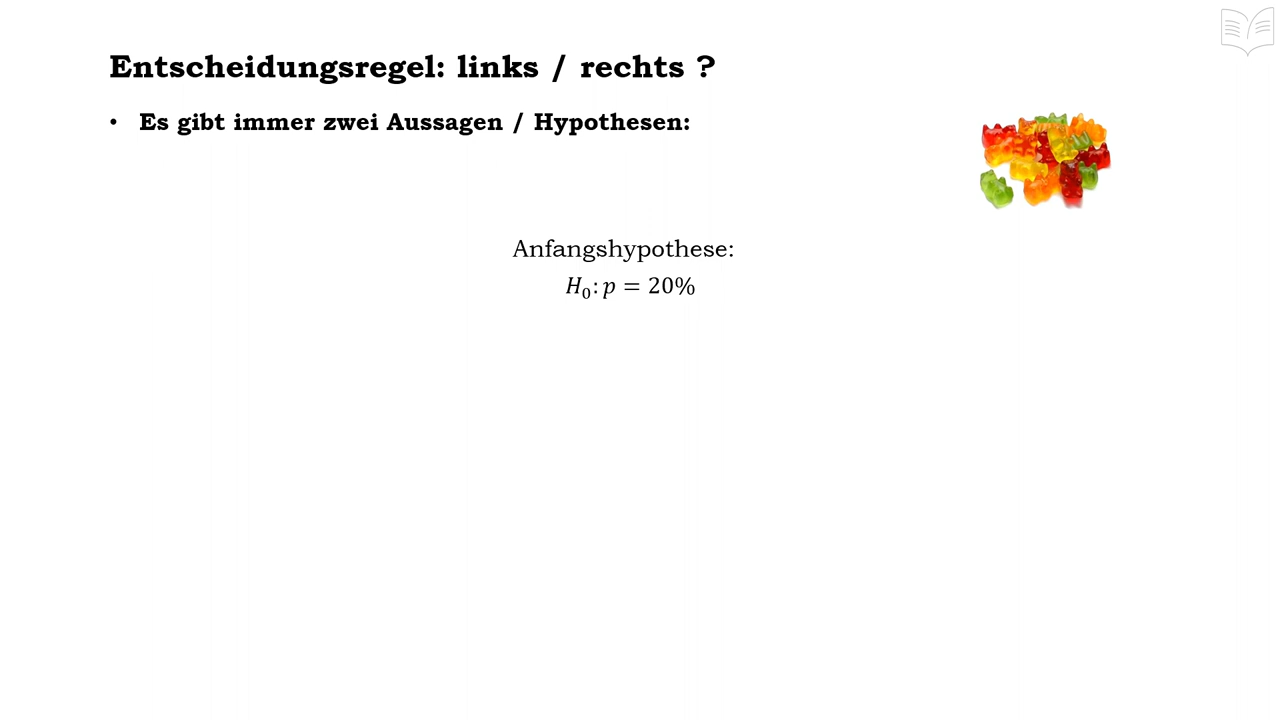 Entscheidungsregel: links / rechts ?
• Es gibt immer zwei Aussagen / Hypothesen:
Anfangshypothese:
H₀: p = 20%